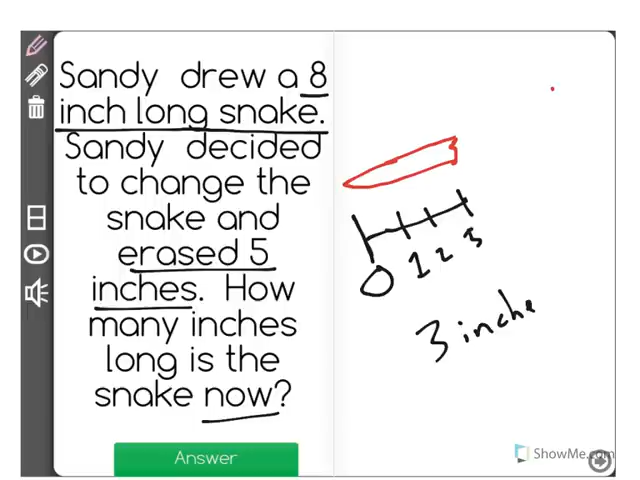 Sandy drew a 8
inch long snake.
Sandy decided
to change the
snake and
erased 5
inches. How
many inches
long is the
snake now?
Answer
0 1 2 3
3 inche
ShowMe.com